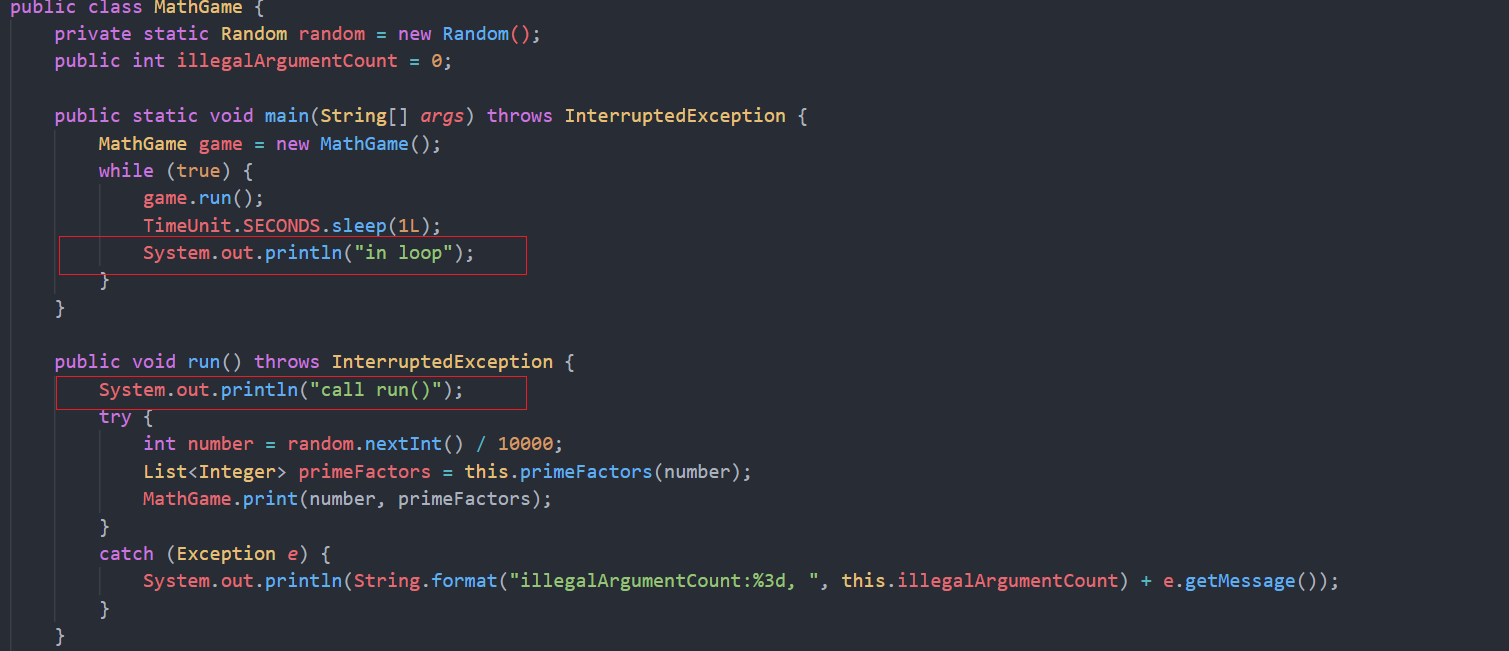 public class MathGame {
    private static Random random = new Random();
    public int illegalArgumentCount = 0;

    public static void main(String[] args) throws InterruptedException {
        MathGame game = new MathGame();
        while (true) {
            game.run();
            TimeUnit.SECONDS.sleep(1L);
            System.out.println("in loop");
        }
    }

    public void run() throws InterruptedException {
        System.out.println("call run()");
        try {
            int number = random.nextInt() / 10000;
            List<Integer> primeFactors = this.primeFactors(number);
            MathGame.print(number, primeFactors);
        }
        catch (Exception e) {
            System.out.println(String.format("illegalArgumentCount:%3d, ", this.illegalArgumentCount) + e.getMessage());
        }
    }